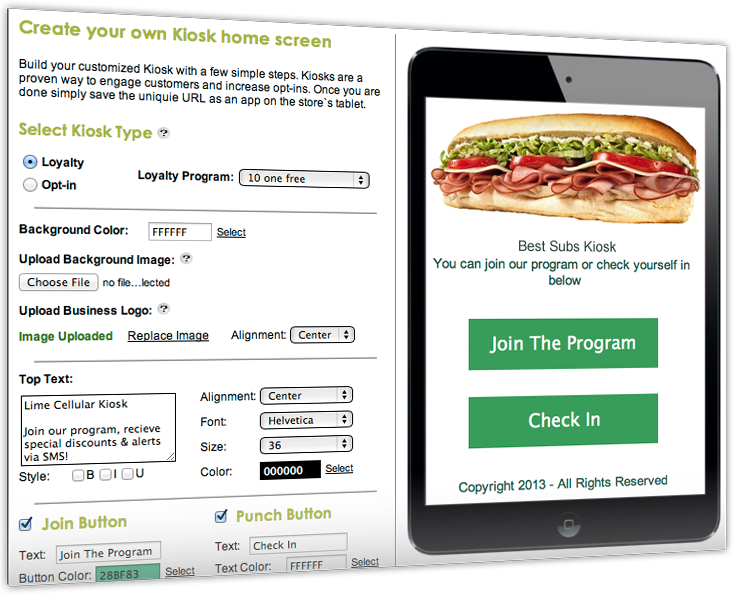 Create your own Kiosk home screen
Build your customized Kiosk with a few simple steps. Kiosks are a
proven way to engage customers and increase opt-ins. Once you are
done simply save the uniquie URL as an app on the store`s tablet.
Select Kiosk Type ?
Loyalty
Opt-in
Loyalty Program: 10 one free
Background Color: FFFFFF Select
Upload Background Image: ?
Choose File no file...lected
Upload Business Logo: ?
Image Uploaded Replace Image Alignment: Center
Top Text:
Lime Cellular Kiosk
Join our program, recieve
special discounts & alerts
via SMS!
Style: B I U
Alignment: Center
Font: Helvetica
Size: 36
Color: 000000 Select
Join Button
Text: Join The Program
Button Color: 28BF83 Select
Punch Button
Text: Check In
Text Color: FFFFFF Select
Best Subs Kiosk
You can join our program or check yourself in
below
Join The Program
Check In
Copyright 2013 - All Rights Reserved